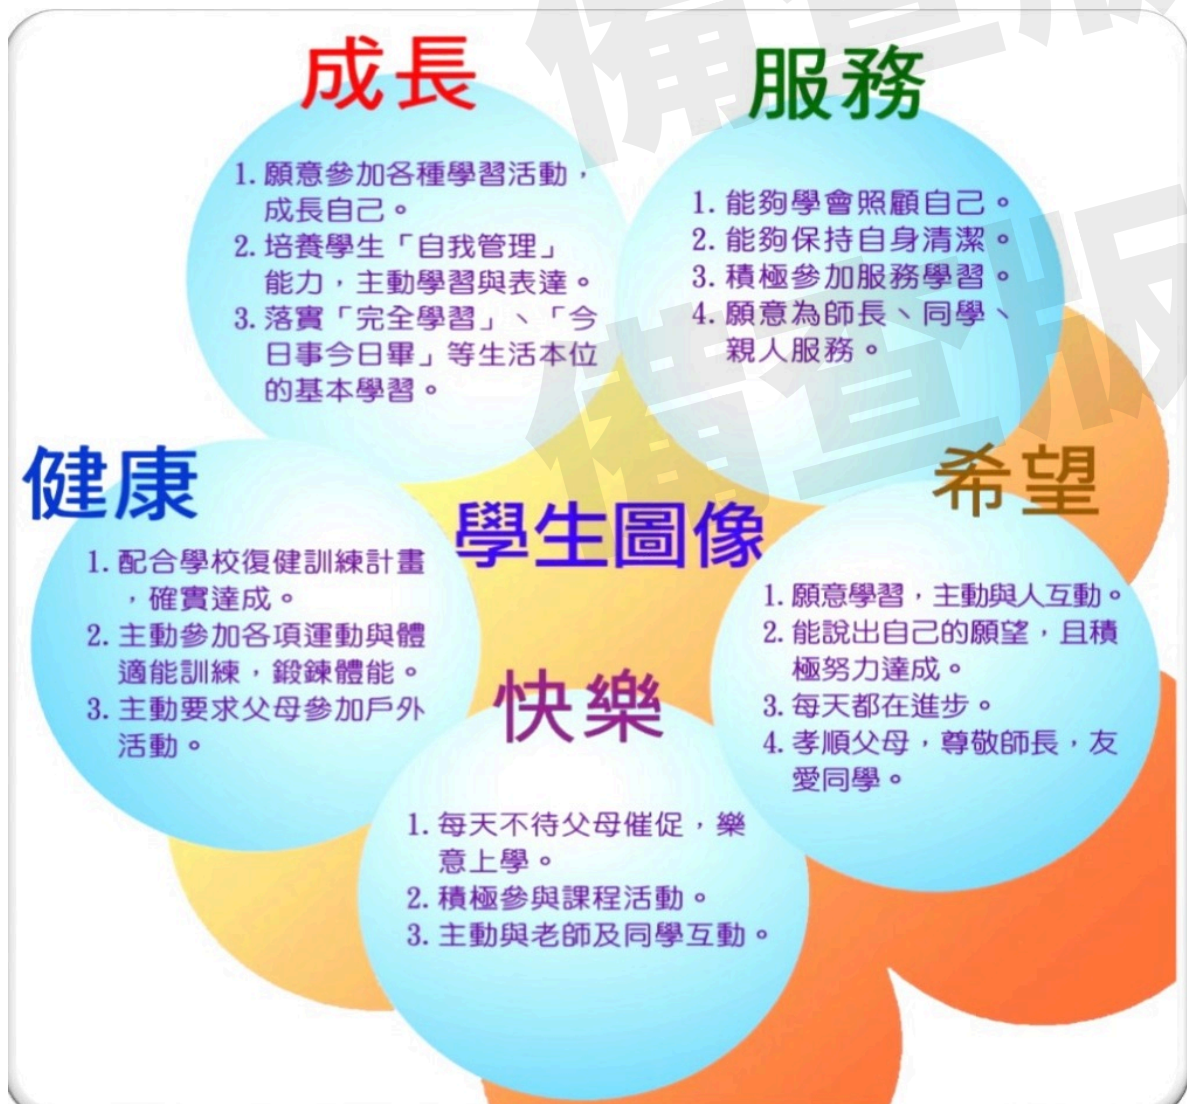 成長
1. 願意參加各種學習活動，
成長自己。
2. 培養學生「自我管理」
能力，主動學習與表達。
3. 落實「完全學習」、「今
日事今日畢」等生活本位
的基本學習。
服務
1. 能夠學會照顧自己。
2. 能夠保持自身清潔。
3. 積極參加服務學習。
4. 願意為師長、同學、
親人服務。
健康
1. 配合學校復健訓練計畫
，確實達成。
2. 主動參加各項運動與體
適能訓練，鍛鍊體能。
3. 主動要求父母參加戶外
活動。
學生圖像
希望
1. 願意學習，主動與人互動。
2. 能說出自己的願望，且積
極努力達成。
3. 每天都在進步。
4. 孝順父母，尊敬師長，友
愛同學。
快樂
1. 每天不待父母催促，樂
意上學。
2. 積極參與課程活動。
3. 主動與老師及同學互動。
備查版
備查版